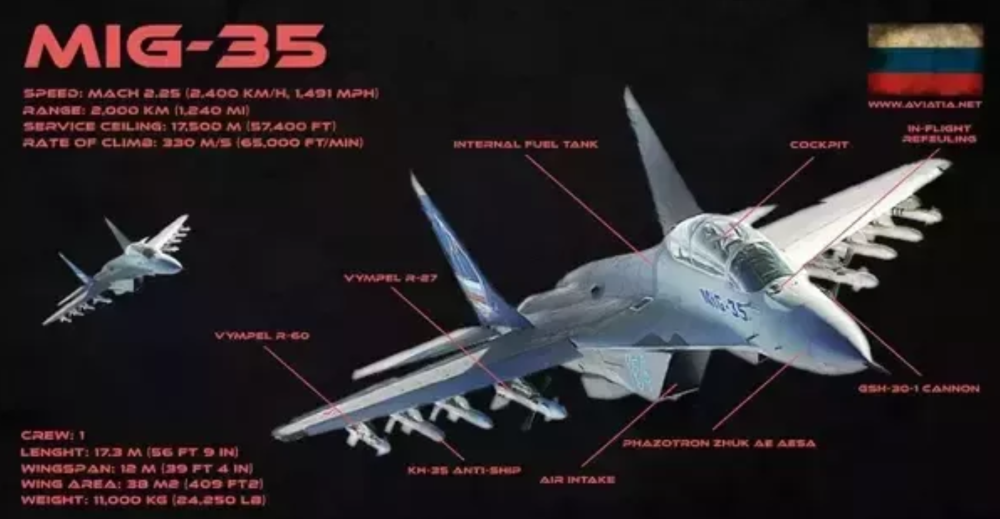 MIG-35
SPEED: MACH 2.25 (2,400 KM/H, 1,491 MPH)
RANGE: 2,000 KM (1,240 MI)
SERVICE CEILING: 17,500 M (57,400 FT)
RATE OF CLIMB: 330 M/S (65,000 FT/MIN)
WWW.AVIATIA.NET
IN-FLIGHT
REFEULING
INTERNAL FUEL TANK
COCKPIT
VYMPEL R-27
MiG-35
VYMPEL R-60
GSH-30-1 CANNON
PHAZOTRON ZHUK AE AESA
KH-35 ANTI-SHIP
AIR INTAKE
CREW: 1
LENGHT: 17.3 M (56 FT 9 IN)
WINGSPAN: 12 M (39 FT 4 IN)
WING AREA: 38 M2 (409 FT2)
WEIGHT: 11,000 KG (24,250 LB)